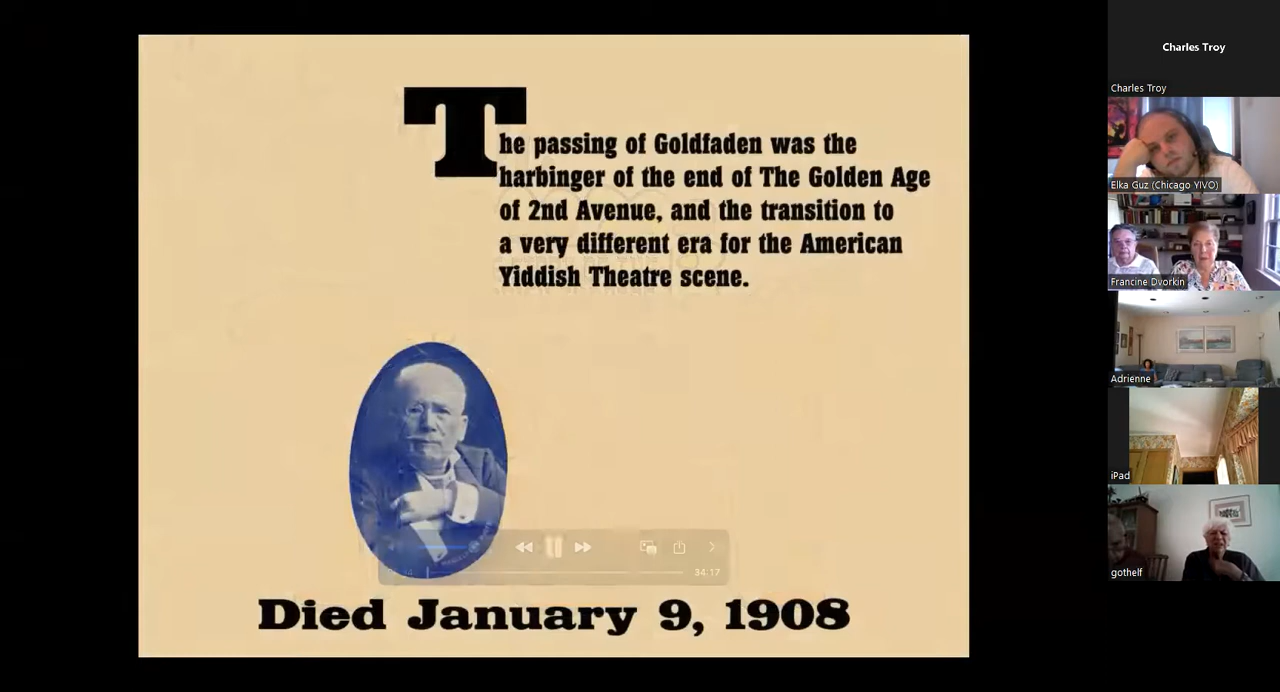 The passing of Goldfaden was the
harbinger of the end of The Golden Age
of 2nd Avenue, and the transition to
a very different era for the American
Yiddish Theatre scene.
34:17
Died January 9, 1908
Charles Troy
Charles Troy
Elka Guz (Chicago YIVO)
Francine Dvorkin
Adrienne
iPad
gothelf